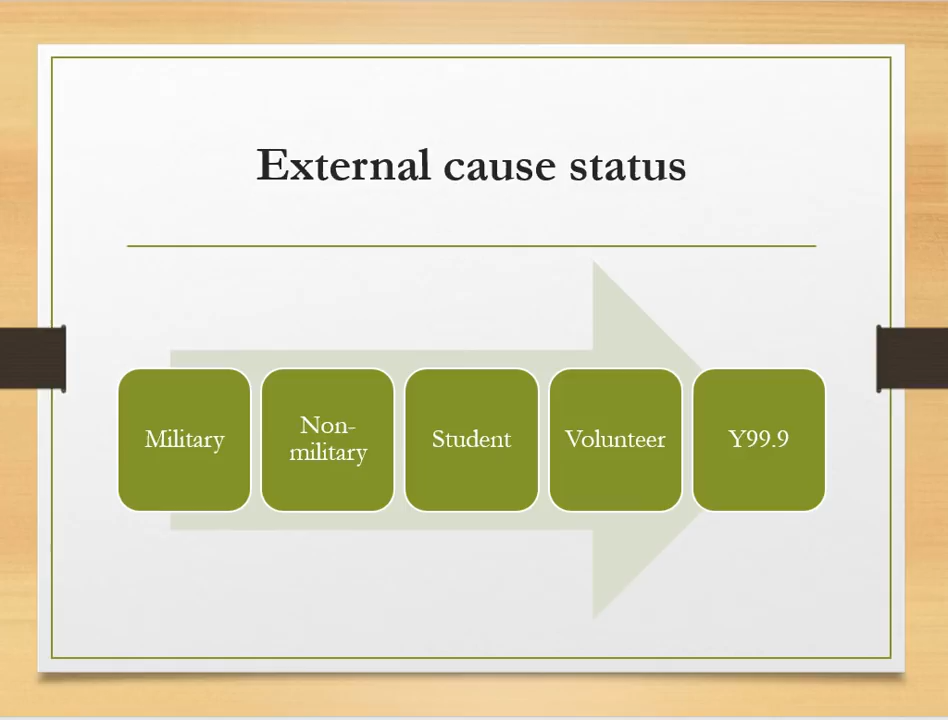 External cause status
Military
Non-
military
Student
Volunteer
Y99.9